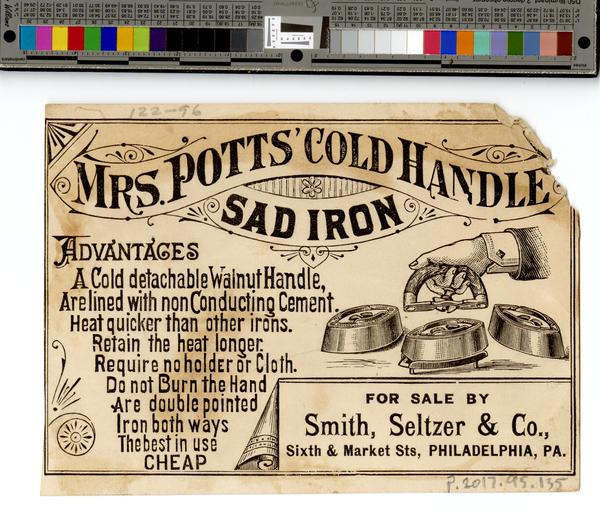 122-96
MRS. POTTS' COLD HANDLE
SAD IRON
ADVANTAGES
A Cold detachable Walnut Handle,
Are lined with non Conducting Cement.
Heat quicker than other irons.
Retain the heat longer.
Require no holder or Cloth.
Do not Burn the Hand
Are double pointed
Iron both ways
The best in use
CHEAP
FOR SALE BY
Smith, Seltzer & Co.,
Sixth & Market Sts, PHILADELPHIA, PA.
P.2017.95.135